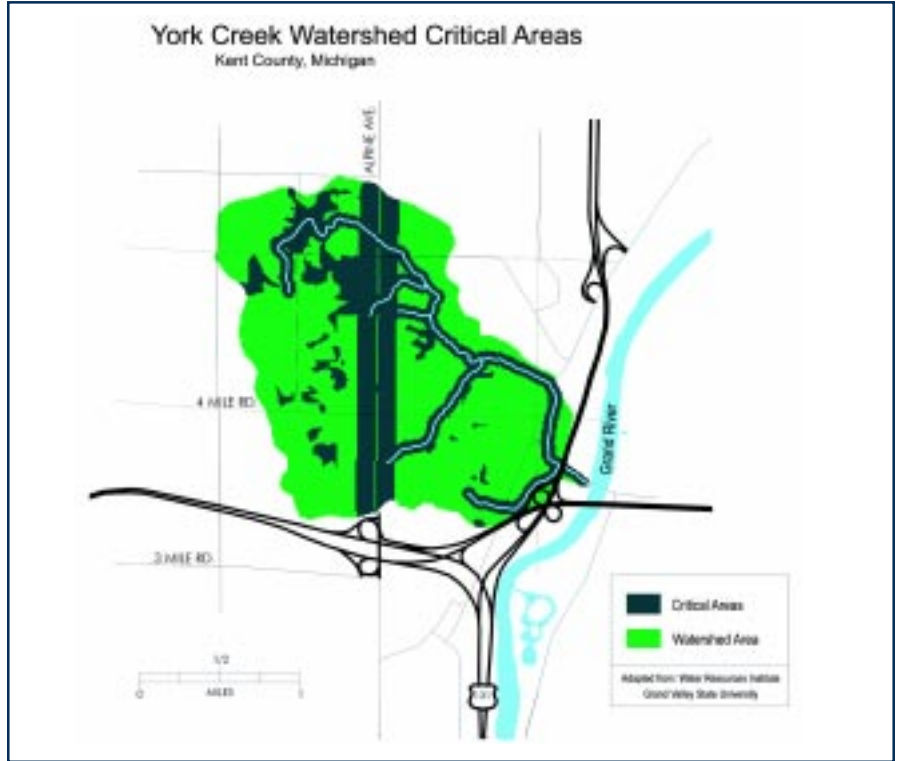 York Creek Watershed Critical Areas
Kent County, Michigan
ALPINE AVE.
4 MILE RD.
Grand River
3 MILE RD.
Critical Areas
Watershed Area
1/2
0
1
MILES
Adapted from: Water Resources Institute
Grand Valley State University